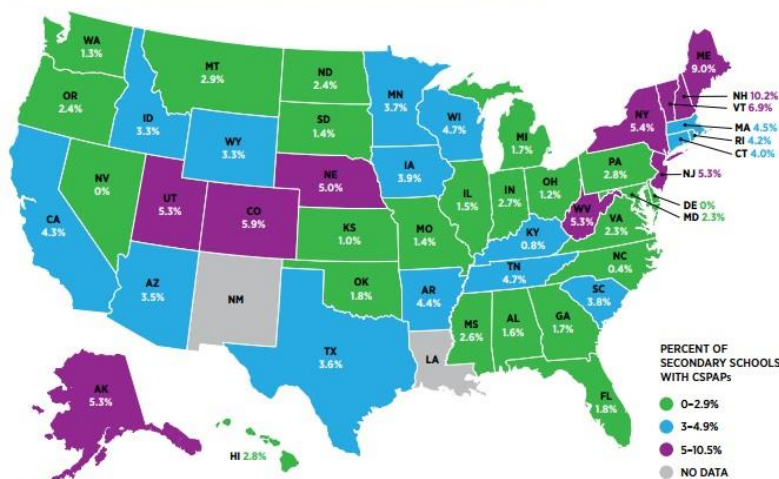 WA
1.3%
OR
2.4%
CA
4.3%
NV
0%
ID
3.3%
MT
2.9%
WY
3.3%
UT
5.3%
CO
5.9%
AZ
3.5%
NM
ND
2.4%
SD
1.4%
NE
5.0%
KS
1.0%
OK
1.8%
TX
3.6%
MN
3.7%
IA
3.9%
MO
1.4%
AR
4.4%
LA
WI
4.7%
IL
1.5%
MI
1.7%
IN
2.7%
OH
1.2%
KY
0.8%
TN
4.7%
MS
2.6%
AL
1.6%
GA
1.7%
FL
1.8%
SC
3.8%
NC
0.4%
VA
2.3%
WV
5.3%
PA
2.8%
NY
5.4%
ME
9.0%
NH 10.2%
VT 6.9%
MA 4.5%
RI 4.2%
CT 4.0%
NJ 5.3%
DE 0%
MD 2.3%
AK
5.3%
HI 2.8%
PERCENT OF
SECONDARY SCHOOLS
WITH CSPAPs
0–2.9%
3–4.9%
5–10.5%
NO DATA